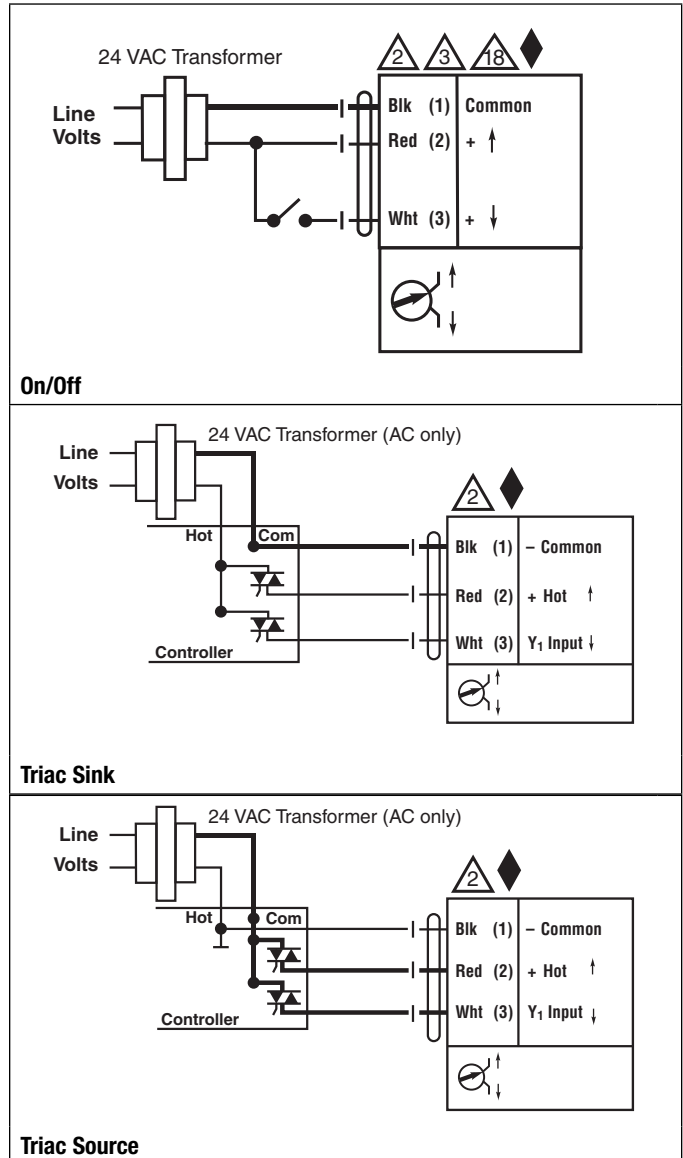 24 VAC Transformer
2 3 18
Line
Volts
Blk (1) Common
Red (2) +
Wht (3) +
On/Off
24 VAC Transformer (AC only)
Line
Volts
2
Hot Com
Blk (1) – Common
Red (2) + Hot
Wht (3) Y₁ Input
Controller
Triac Sink
24 VAC Transformer (AC only)
Line
Volts
2
Hot Com
Blk (1) – Common
Red (2) + Hot
Wht (3) Y₁ Input
Controller
Triac Source